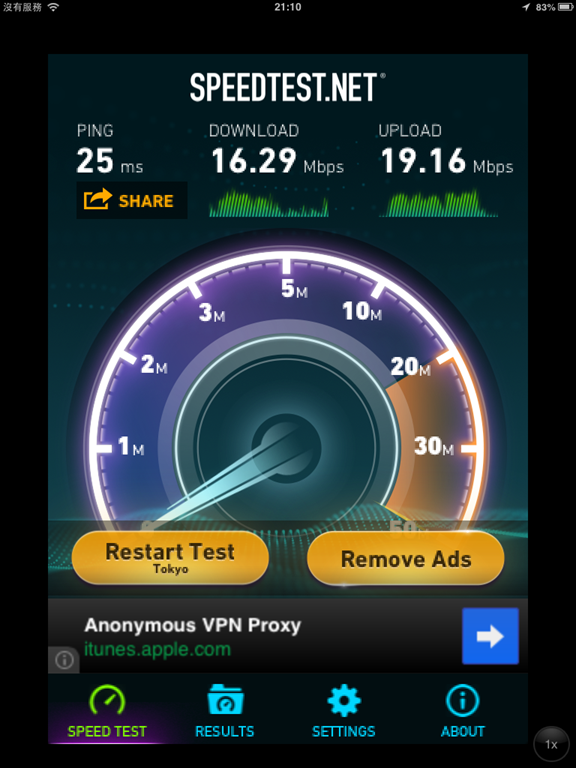 沒有服務 21:10 83%
SPEEDTEST.NET®
PING DOWNLOAD UPLOAD
25 ms 16.29 Mbps 19.16 Mbps
SHARE
5M
3M 10M
2M 20M
1M 30M
50M
Restart Test Remove Ads
Tokyo
Anonymous VPN Proxy
itunes.apple.com
SPEED TEST RESULTS SETTINGS ABOUT
1x